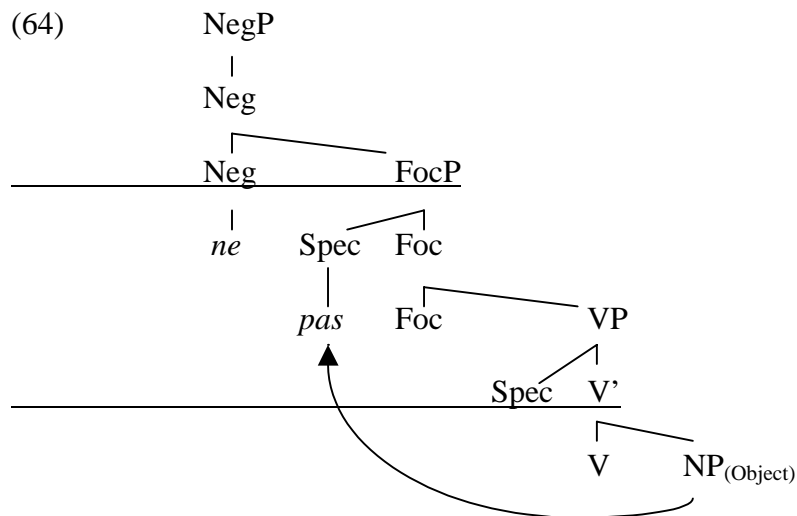 (64) NegP
Neg
Neg FocP
ne Spec Foc
pas Foc VP
Spec V’
V NP(Object)